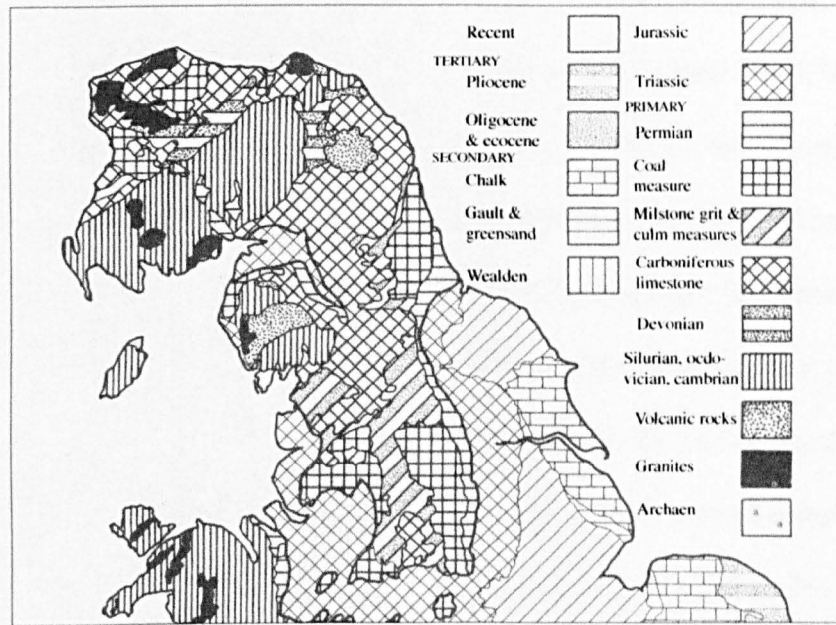 Recent
TERTIARY
Pliocene
Oligocene
& ecocene
SECONDARY
Chalk
Gault &
greensand
Wealden
Jurassic
Triassic
PRIMARY
Permian
Coal
measure
Milstone grit &
culm measures
Carboniferous
limestone
Devonian
Silurian, ocdo-
vician, cambrian
Volcanic rocks
Granites
Archaen